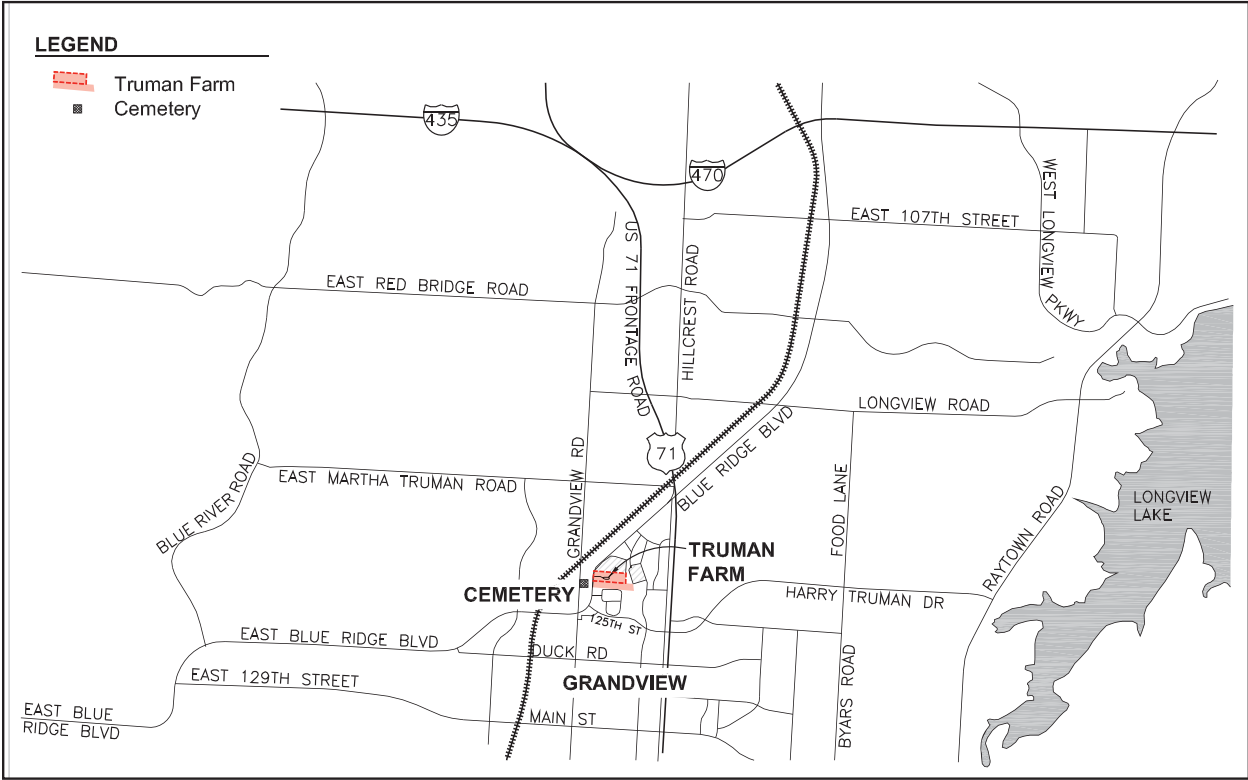 LEGEND
Truman Farm
Cemetery
435
470
WEST LONGVIEW
PKWY
EAST 107TH STREET
US 71 FRONTAGE ROAD
HILLCREST ROAD
EAST RED BRIDGE ROAD
LONGVIEW ROAD
BLUE RIDGE BLVD
GRANDVIEW RD
71
EAST MARTHA TRUMAN ROAD
BLUE RIVER ROAD
FOOD LANE
RAYTOWN ROAD
LONGVIEW
LAKE
TRUMAN
FARM
CEMETERY
HARRY TRUMAN DR
125TH ST
EAST BLUE RIDGE BLVD
DUCK RD
EAST 129TH STREET
GRANDVIEW
BYARS ROAD
EAST BLUE
RIDGE BLVD
MAIN ST